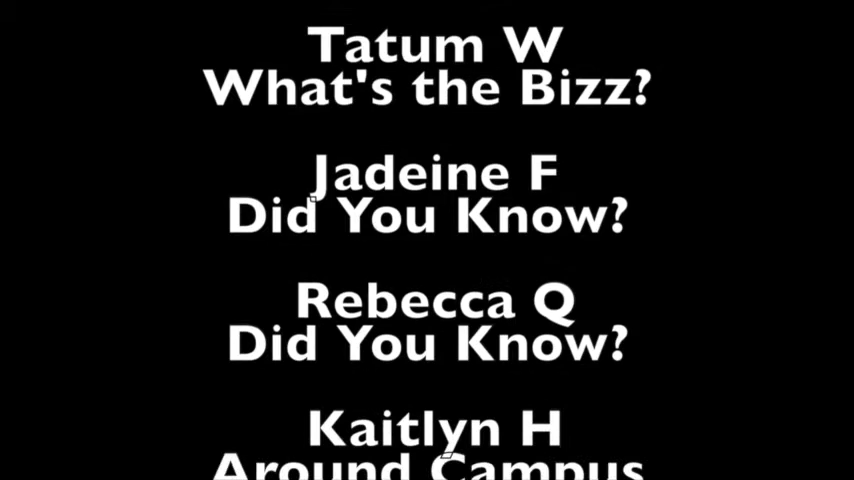 Tatum W
What's the Bizz?
Jadeine F
Did You Know?
Rebecca Q
Did You Know?
Kaitlyn H
Around Campus